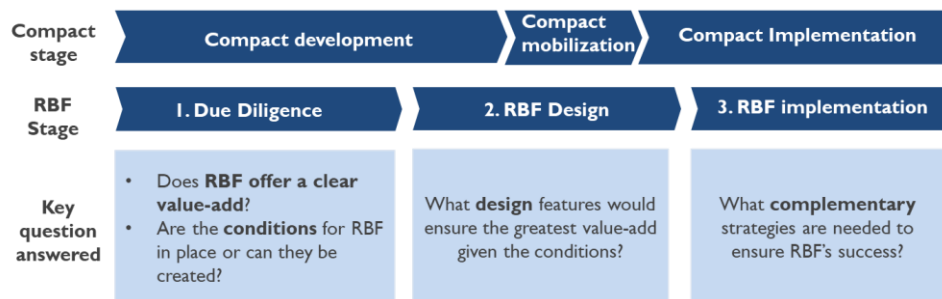 Compact
stage
Compact development
Compact
mobilization
Compact Implementation
RBF
Stage
1. Due Diligence
2. RBF Design
3. RBF implementation
Key
question
answered
• Does RBF offer a clear
value-add?
• Are the conditions for RBF
in place or can they be
created?
What design features would
ensure the greatest value-add
given the conditions?
What complementary
strategies are needed to
ensure RBF’s success?